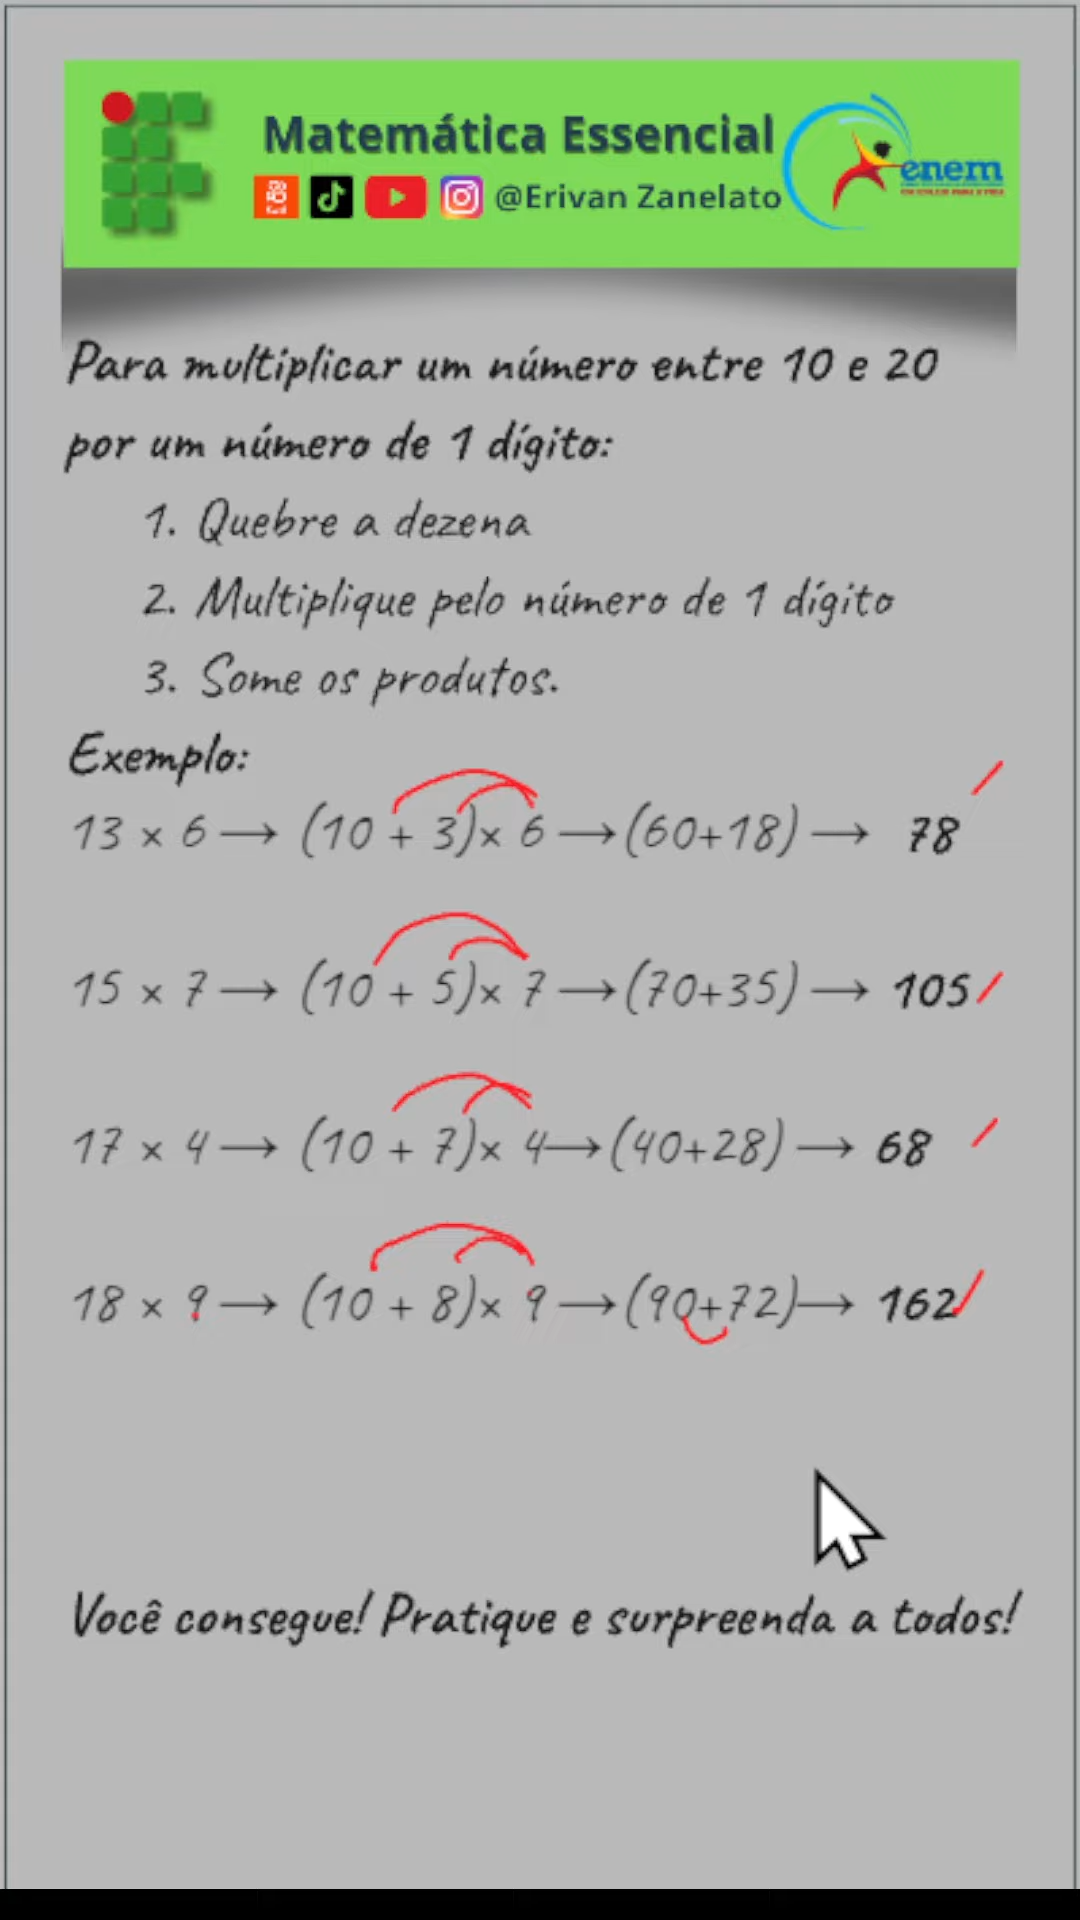 Matemática Essencial
@Erivan Zanelato
enem
Para multiplicar um número entre 10 e 20
por um número de 1 dígito:
1. Quebre a dezena
2. Multiplique pelo número de 1 dígito
3. Some os produtos.
Exemplo:
13 × 6 → (10 + 3)× 6 → (60+18) → 78
15 × 7 → (10 + 5)× 7 → (70+35) → 105
17 × 4 → (10 + 7)× 4 → (40+28) → 68
18 × 9 → (10 + 8)× 9 → (90+72) → 162
Você consegue! Pratique e surpreenda a todos!